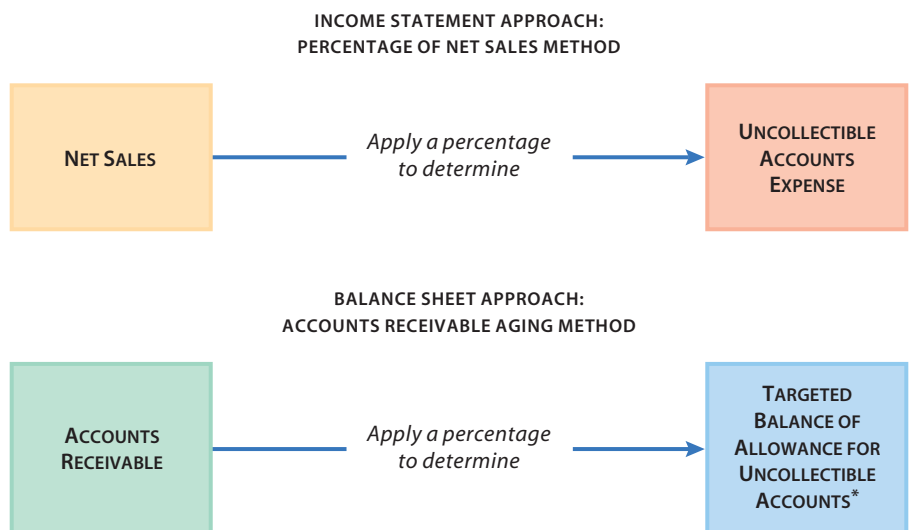 INCOME STATEMENT APPROACH:
PERCENTAGE OF NET SALES METHOD
NET SALES
Apply a percentage
to determine
UNCOLLECTIBLE
ACCOUNTS
EXPENSE
BALANCE SHEET APPROACH:
ACCOUNTS RECEIVABLE AGING METHOD
ACCOUNTS
RECEIVABLE
Apply a percentage
to determine
TARGETED
BALANCE OF
ALLOWANCE FOR
UNCOLLECTIBLE
ACCOUNTS*